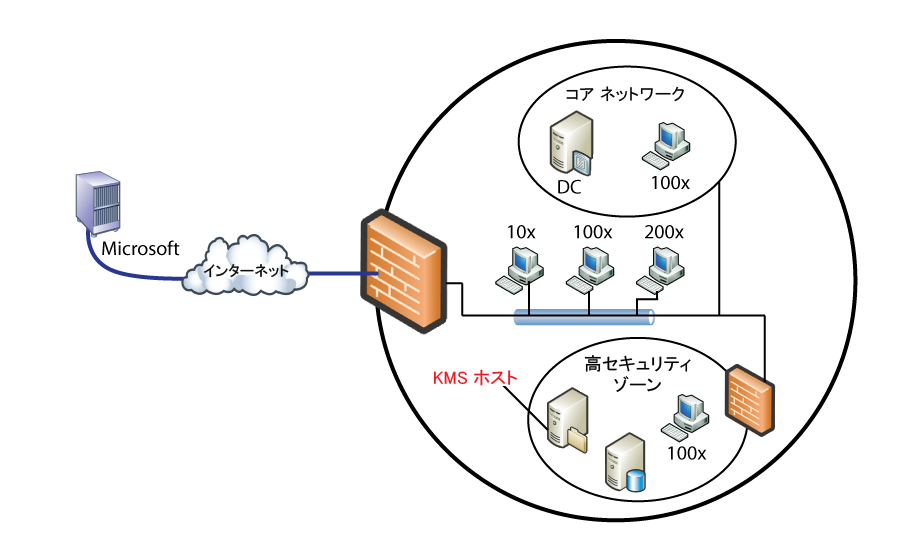 コア ネットワーク
DC
100x
Microsoft
インターネット
10x
100x
200x
高セキュリティ
ゾーン
KMS ホスト
100x